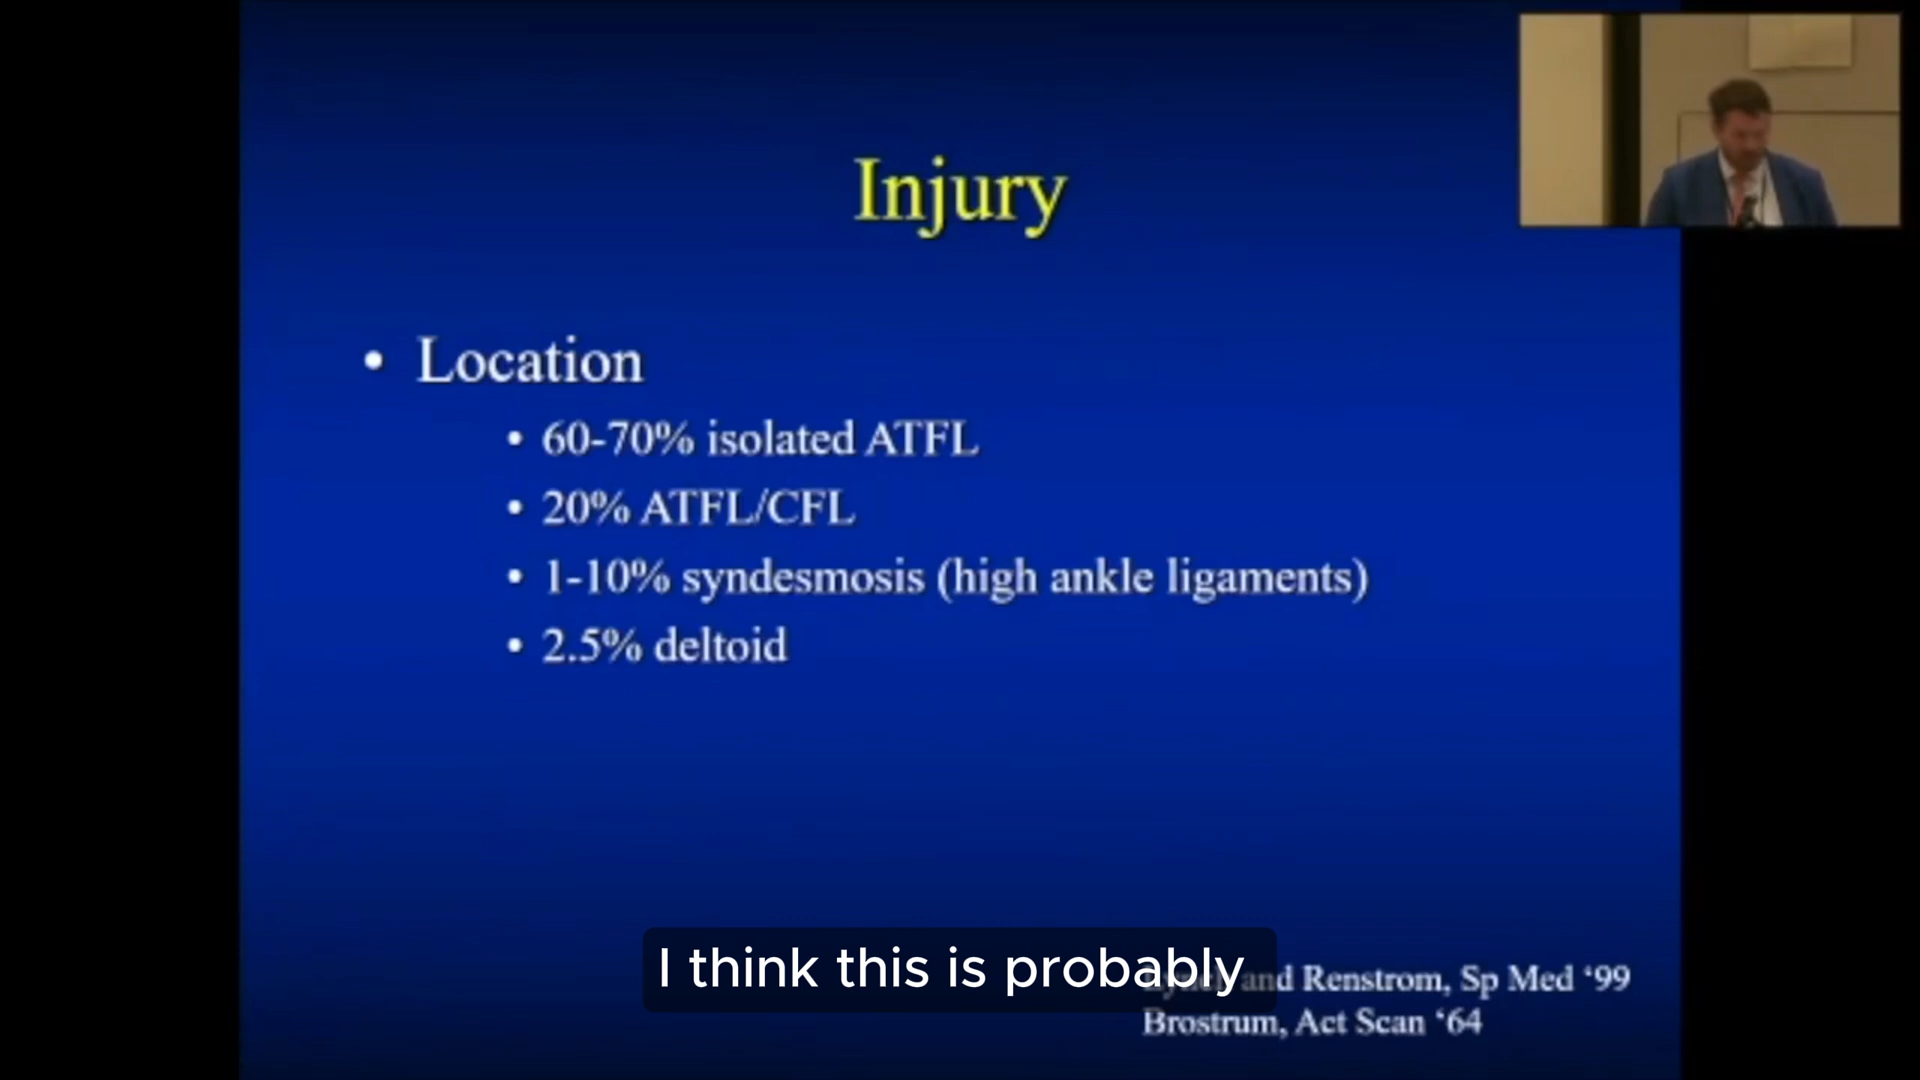 Injury
• Location
• 60-70% isolated ATFL
• 20% ATFL/CFL
• 1-10% syndesmosis (high ankle ligaments)
• 2.5% deltoid
I think this is probably
and Renstrom, Sp Med ‘99
Brostrum, Act Scan ‘64